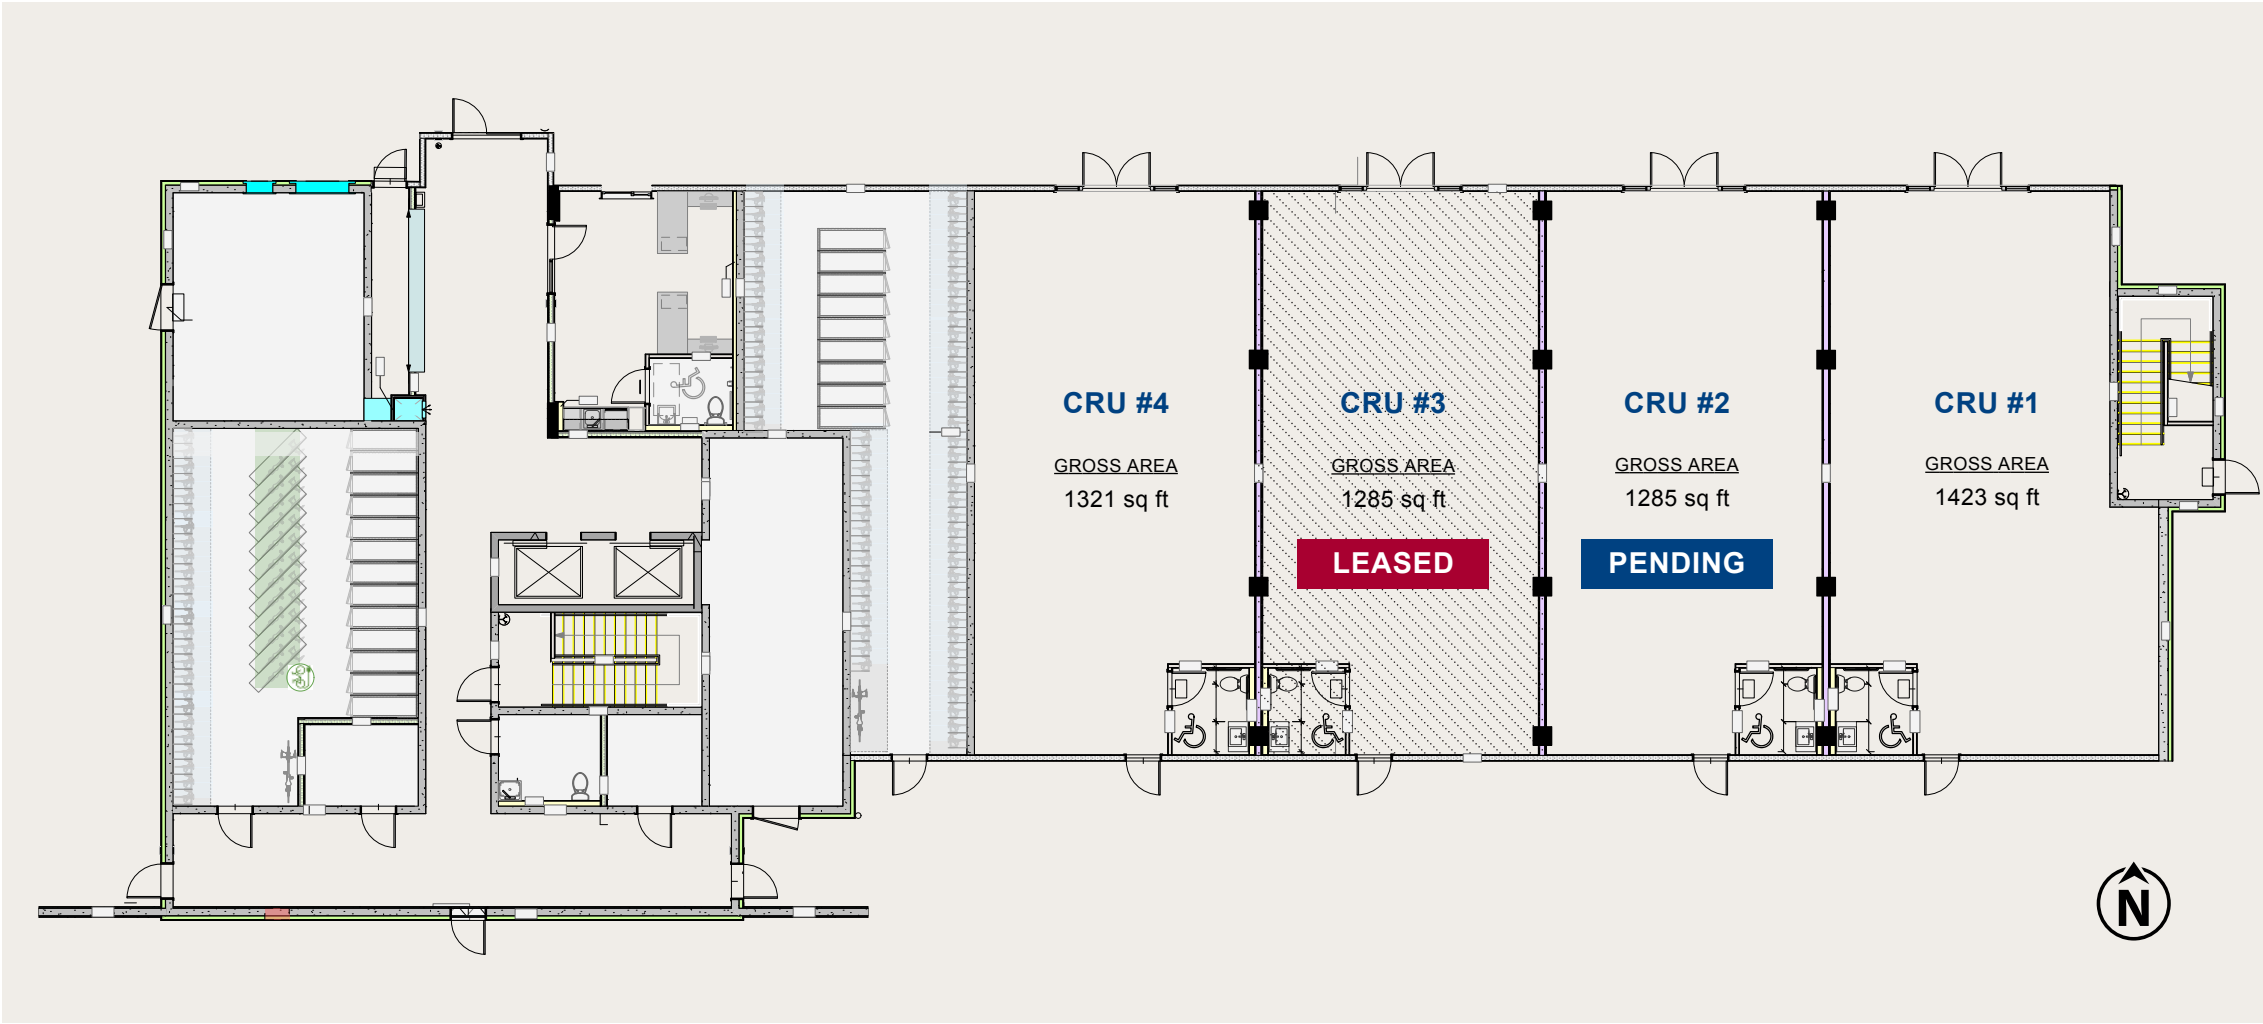 CRU #4
GROSS AREA
1321 sq ft
CRU #3
GROSS AREA
1285 sq ft
LEASED
CRU #2
GROSS AREA
1285 sq ft
PENDING
CRU #1
GROSS AREA
1423 sq ft
N